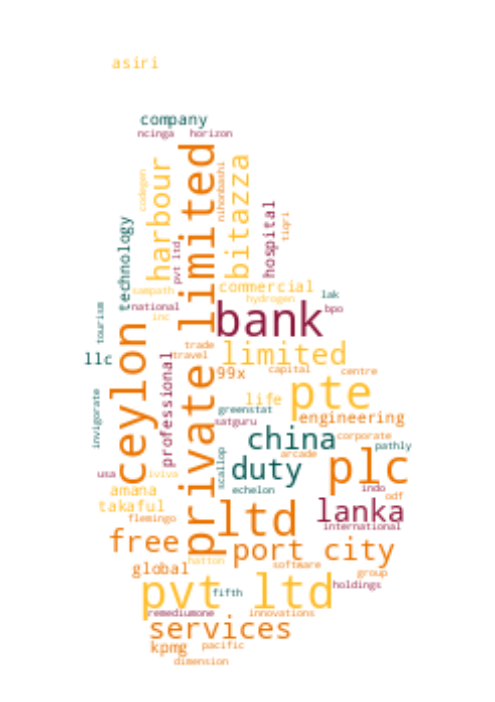 asiri
company
ncinga
horizon
codegen
harbour
private limited
nihonbashi
bitazza
hospital
tiqri
technology
pvt ltd
sampath
commercial
hydrogen
lak
national
inc
bank
bpo
tourism
ceylon
trade
travel
limited
llc
professional
99x
capital
centre
pte
invigorate
life
greenstat
satguru
engineering
china
corporate
pathly
arcade
scallop
duty
plc
usa
iviva
amana
echelon
indo
odf
takaful
flemingo
ltd
lanka
international
free
port city
hatton
global
software
group
pvt ltd
fifth
holdings
remediumone
innovations
services
kpmg
pacific
dimension